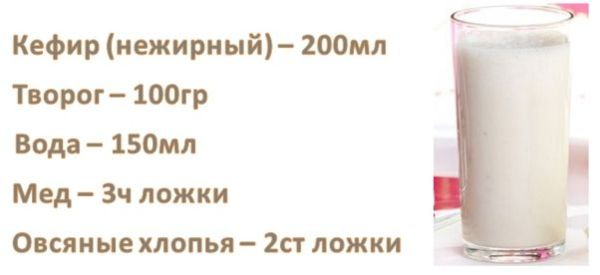 Кефир (нежирный) – 200мл
Творог – 100гр
Вода – 150мл
Мед – 3ч ложки
Овсяные хлопья – 2ст ложки